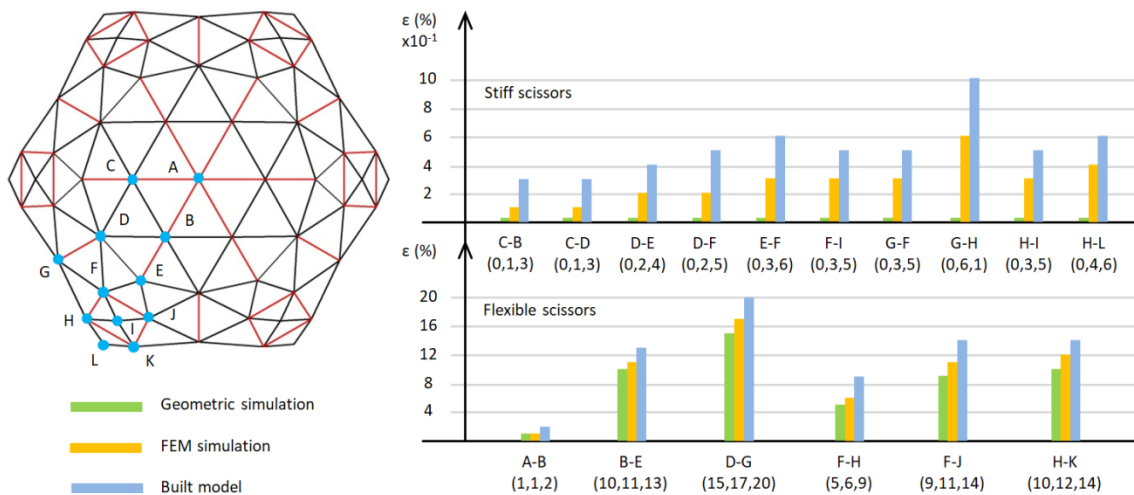 C
A
D
B
G
F
E
H
I
J
L
K
Geometric simulation
FEM simulation
Built model
ε (%)
x10-1
10
8
6
4
2
Stiff scissors
C-B C-D D-E D-F E-F F-I G-F G-H H-I H-L
(0,1,3) (0,1,3) (0,2,4) (0,2,5) (0,3,6) (0,3,5) (0,3,5) (0,6,1) (0,3,5) (0,4,6)
ε (%)
20
16
12
8
4
Flexible scissors
A-B B-E D-G F-H F-J H-K
(1,1,2) (10,11,13) (15,17,20) (5,6,9) (9,11,14) (10,12,14)